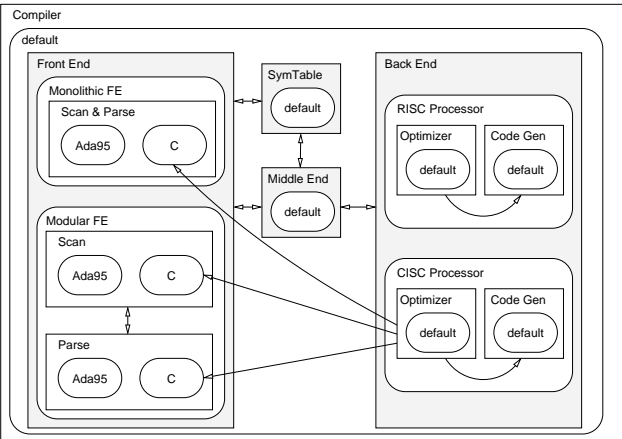 Compiler
default
Front End
Monolithic FE
Scan & Parse
Ada95
C
Modular FE
Scan
Ada95
C
Parse
Ada95
C
SymTable
default
Middle End
default
Back End
RISC Processor
Optimizer
default
Code Gen
default
CISC Processor
Optimizer
default
Code Gen
default